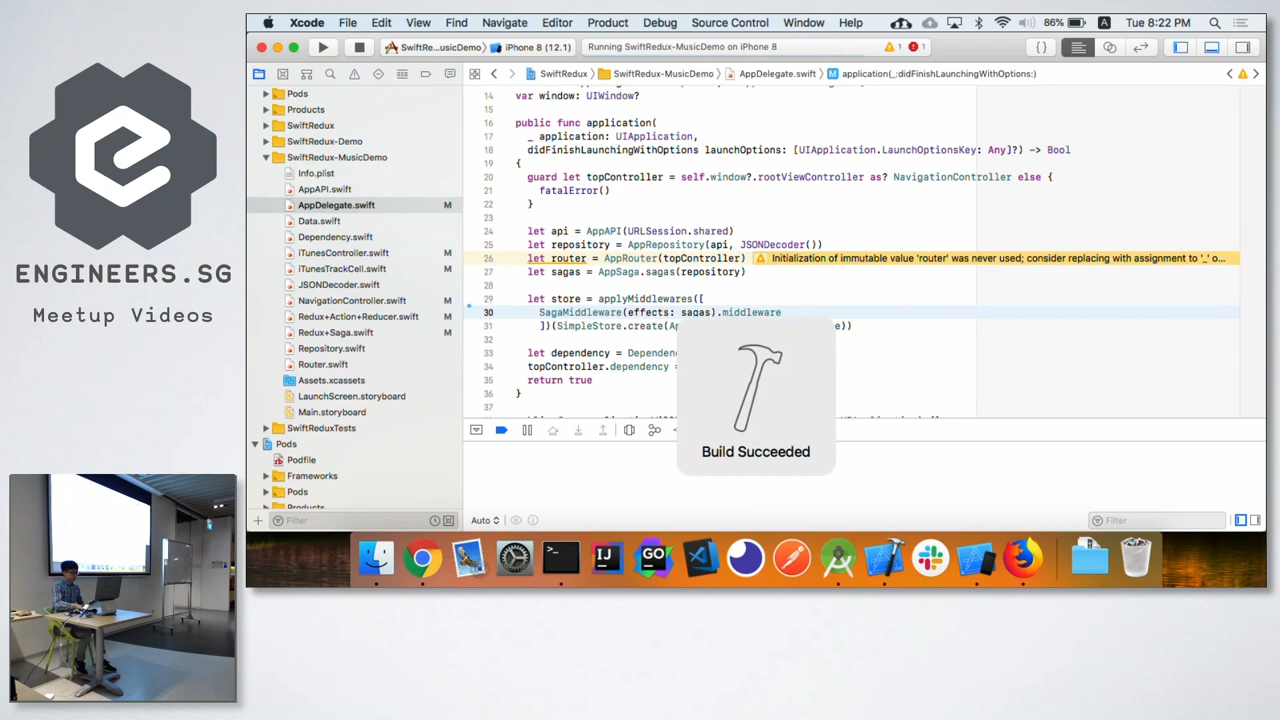 ENGINEERS.SG
Meetup Videos
Xcode File Edit View Find Navigate Editor Product Debug Source Control Window Help 86% A Tue 8:22 PM
SwiftRe...usicDemo iPhone 8 (12.1) Running SwiftRedux-MusicDemo on iPhone 8 1 1
SwiftRedux SwiftRedux-MusicDemo AppDelegate.swift M application(_:didFinishLaunchingWithOptions:)
Pods
Products
SwiftRedux
SwiftRedux-Demo
SwiftRedux-MusicDemo
Info.plist
AppAPI.swift
AppDelegate.swift M
Data.swift
Dependency.swift
iTunesController.swift M
iTunesTrackCell.swift M
JSONDecoder.swift
NavigationController.swift M
Redux+Action+Reducer.swift M
Redux+Saga.swift M
Repository.swift
Router.swift
Assets.xcassets
LaunchScreen.storyboard
Main.storyboard
SwiftReduxTests
Pods
Podfile
Frameworks
Pods
Products
Filter
14 var window: UIWindow?
15
16 public func application(
17 _ application: UIApplication,
18 didFinishLaunchingWithOptions launchOptions: [UIApplication.LaunchOptionsKey: Any]?) -> Bool
19 {
20 guard let topController = self.window?.rootViewController as? NavigationController else {
21 fatalError()
22 }
23
24 let api = AppAPI(URLSession.shared)
25 let repository = AppRepository(api, JSONDecoder())
26 let router = AppRouter(topController) Initialization of immutable value 'router' was never used; consider replacing with assignment to '_' o...
27 let sagas = AppSaga.sagas(repository)
28
29 let store = applyMiddlewares([
30 SagaMiddleware(effects: sagas).middleware
31 ])(SimpleStore.create(Ap e))
32
33 let dependency = Dependenc
34 topController.dependency =
35 return true
36 }
37
Build Succeeded
Auto
Filter
IJ
GO